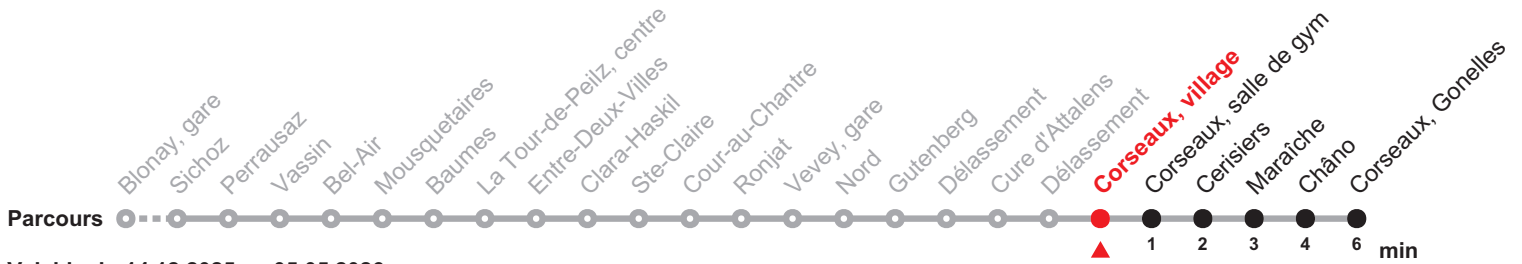 Blonay, gare
Sichoz
Perrausaz
Vassin
Bel-Air
Mousquetaires
Baumes
La Tour-de-Peilz, centre
Entre-Deux-Villes
Clara-Haskil
Ste-Claire
Cour-au-Chantre
Ronjat
Vevey, gare
Nord
Gutenberg
Délassement
Cure d'Attalens
Délassement
Corseaux, village
Corseaux, salle de gym
Cerisiers
Maraîche
Châno
Corseaux, Gonelles
Parcours
1 2 3 4 6 min